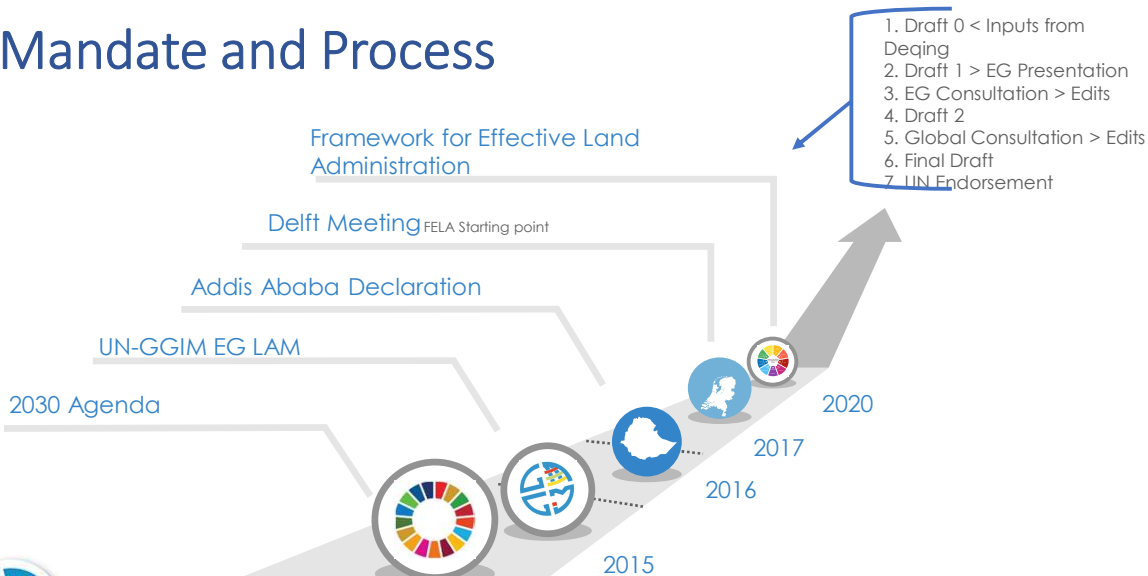 Mandate and Process
1. Draft 0 < Inputs from
Deqing
2. Draft 1 > EG Presentation
3. EG Consultation > Edits
4. Draft 2
5. Global Consultation > Edits
6. Final Draft
7. UN Endorsement
Framework for Effective Land
Administration
Delft Meeting FELA Starting point
Addis Ababa Declaration
UN-GGIM EG LAM
2030 Agenda
2020
2017
2016
2015